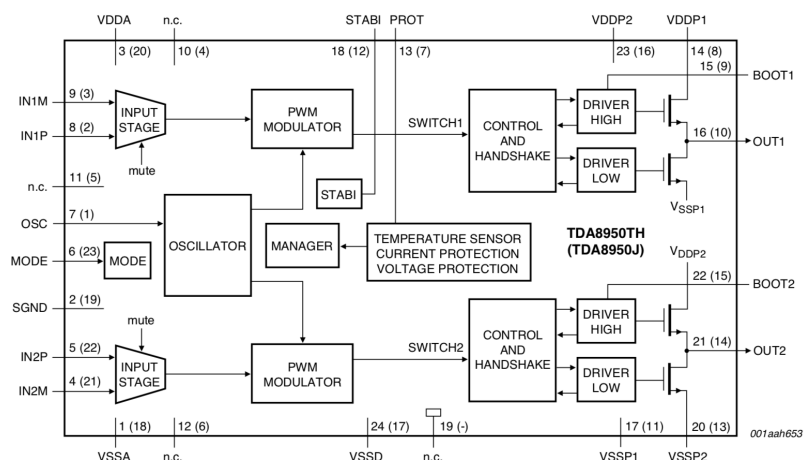 VDDA
n.c.
STABI PROT
VDDP2
VDDP1
3 (20)
10 (4)
18 (12)
13 (7)
23 (16)
14 (8)
15 (9)
BOOT1
IN1M
9 (3)
IN1P
8 (2)
INPUT
STAGE
mute
PWM
MODULATOR
SWITCH1
CONTROL
AND
HANDSHAKE
DRIVER
HIGH
DRIVER
LOW
16 (10)
OUT1
VSSP1
n.c.
11 (5)
STABI
OSC
7 (1)
OSCILLATOR
MANAGER
TEMPERATURE SENSOR
CURRENT PROTECTION
VOLTAGE PROTECTION
TDA8950TH
(TDA8950J)
MODE
6 (23)
MODE
VDDP2
22 (15)
BOOT2
SGND
2 (19)
mute
IN2P
5 (22)
IN2M
4 (21)
INPUT
STAGE
PWM
MODULATOR
SWITCH2
CONTROL
AND
HANDSHAKE
DRIVER
HIGH
DRIVER
LOW
21 (14)
OUT2
1 (18)
12 (6)
24 (17)
19 (-)
17 (11)
20 (13)
VSSA
n.c.
VSSD
n.c.
VSSP1
VSSP2
001aah653